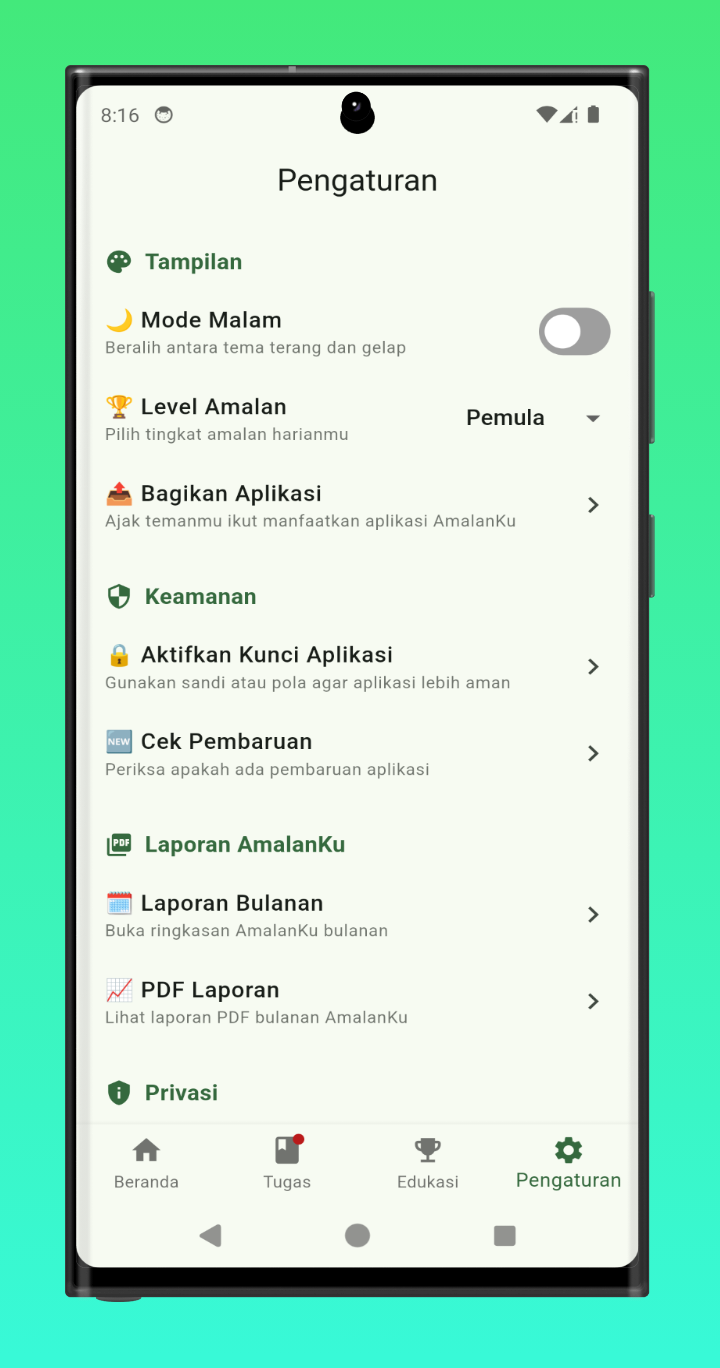 8:16
Pengaturan
Tampilan
🌙 Mode Malam
Beralih antara tema terang dan gelap
🏆 Level Amalan
Pemula
Pilih tingkat amalan harianmu
📤 Bagikan Aplikasi
Ajak temanmu ikut manfaatkan aplikasi AmalanKu
Keamanan
🔒 Aktifkan Kunci Aplikasi
Gunakan sandi atau pola agar aplikasi lebih aman
🆕 Cek Pembaruan
Periksa apakah ada pembaruan aplikasi
PDF
Laporan AmalanKu
🗓️ Laporan Bulanan
Buka ringkasan AmalanKu bulanan
📈 PDF Laporan
Lihat laporan PDF bulanan AmalanKu
Privasi
Beranda
Tugas
Edukasi
Pengaturan